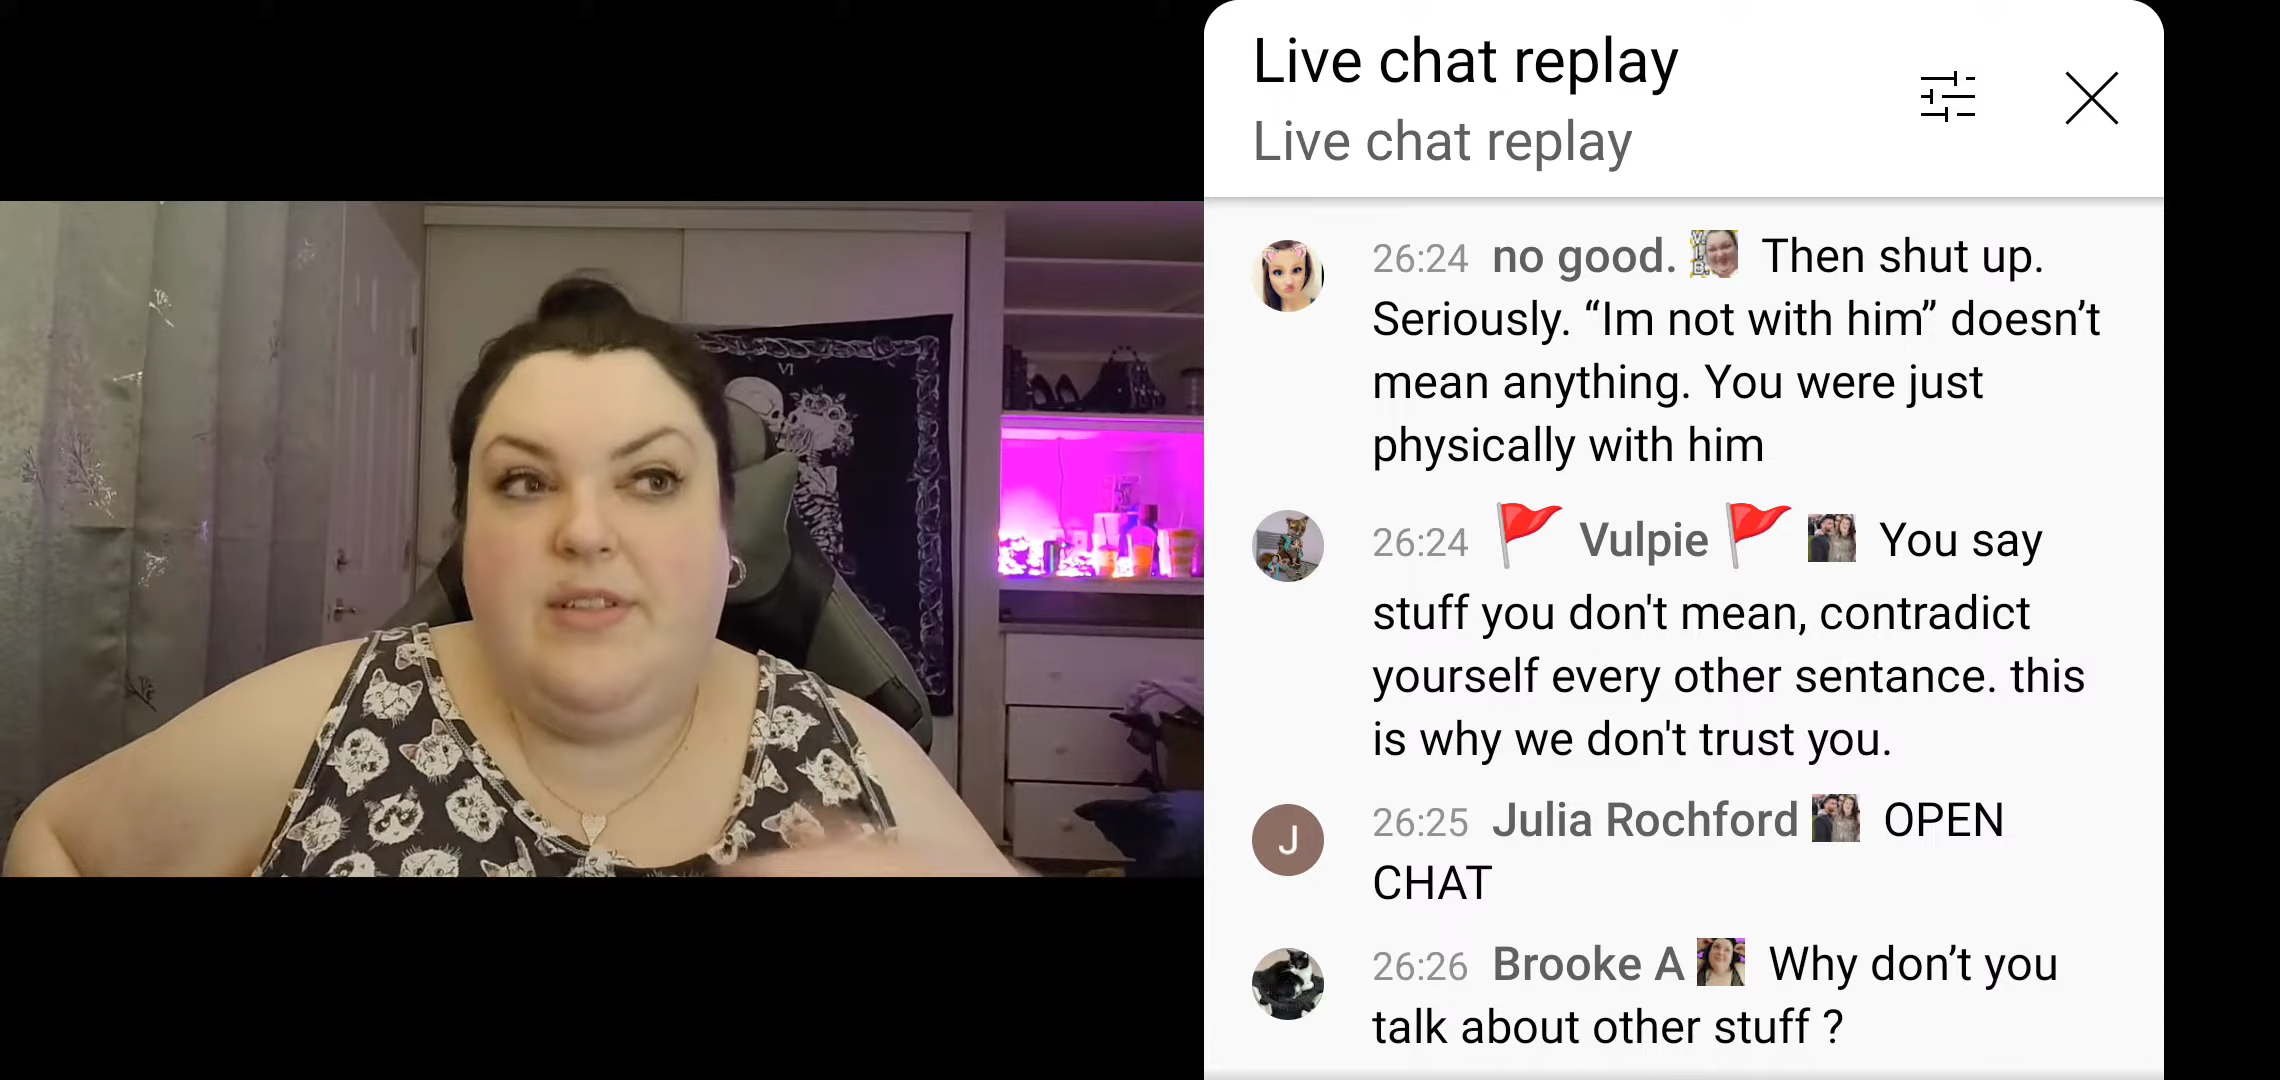 Live chat replay
Live chat replay
VI
26:24 no good. Then shut up.
Seriously. “Im not with him” doesn’t
mean anything. You were just
physically with him
26:24 🚩 Vulpie 🚩 You say
stuff you don't mean, contradict
yourself every other sentance. this
is why we don't trust you.
J
26:25 Julia Rochford OPEN
CHAT
26:26 Brooke A Why don’t you
talk about other stuff ?